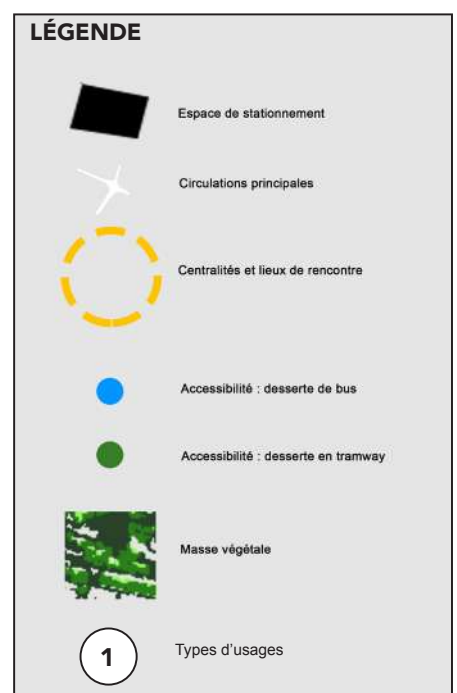 LÉGENDE
Espace de stationnement
Circulations principales
Centralités et lieux de rencontre
Accessibilité : desserte de bus
Accessibilité : desserte en tramway
Masse végétale
1 Types d'usages